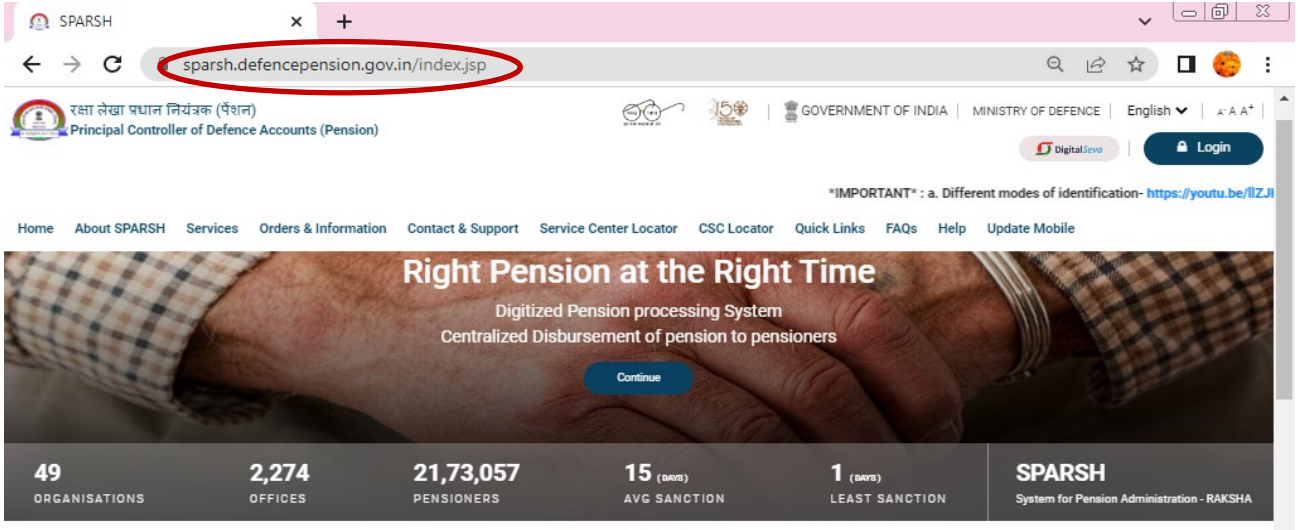 SPARSH
sparsh.defencepension.gov.in/index.jsp
रक्षा लेखा प्रधान नियंत्रक (पेंशन)
Principal Controller of Defence Accounts (Pension)
GOVERNMENT OF INDIA | MINISTRY OF DEFENCE | English | A- A A+ |
DigitalSeva | Login
*IMPORTANT* : a. Different modes of identification- https://youtu.be/
Home About SPARSH Services Orders & Information Contact & Support Service Center Locator CSC Locator Quick Links FAQs Help Update Mobile
Right Pension at the Right Time
Digitized Pension processing System
Centralized Disbursement of pension to pensioners
Continue
49 2,274 21,73,057 15 (DAYS) 1 (DAYS) SPARSH
ORGANISATIONS OFFICES PENSIONERS AVG SANCTION LEAST SANCTION System for Pension Administration - RAKSHA